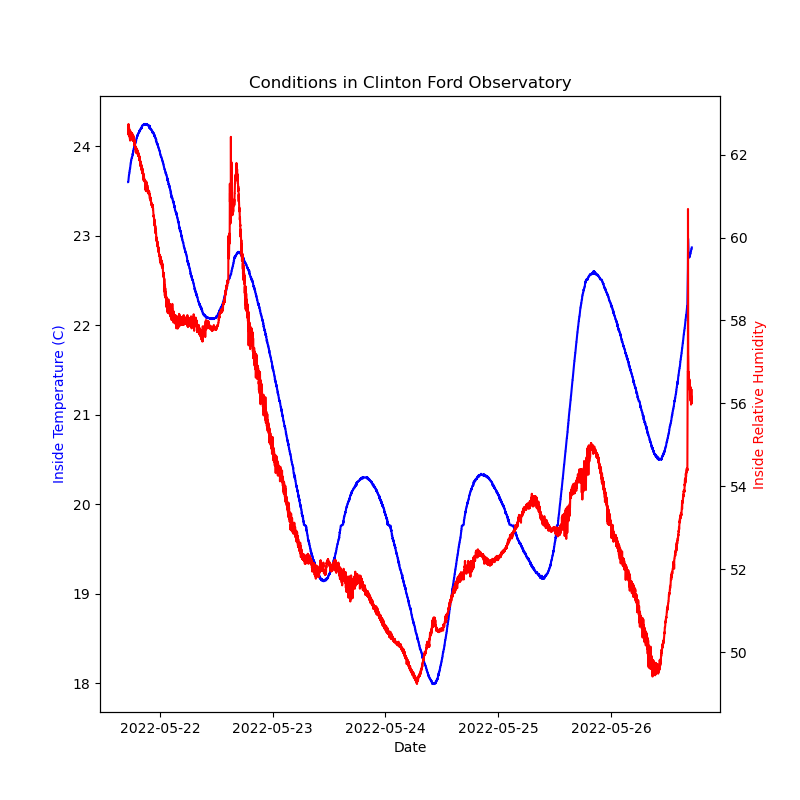 Conditions in Clinton Ford Observatory
24
23
22
21
20
19
18
Inside Temperature (C)
62
60
58
56
54
52
50
Inside Relative Humidity
2022-05-22 2022-05-23 2022-05-24 2022-05-25 2022-05-26
Date